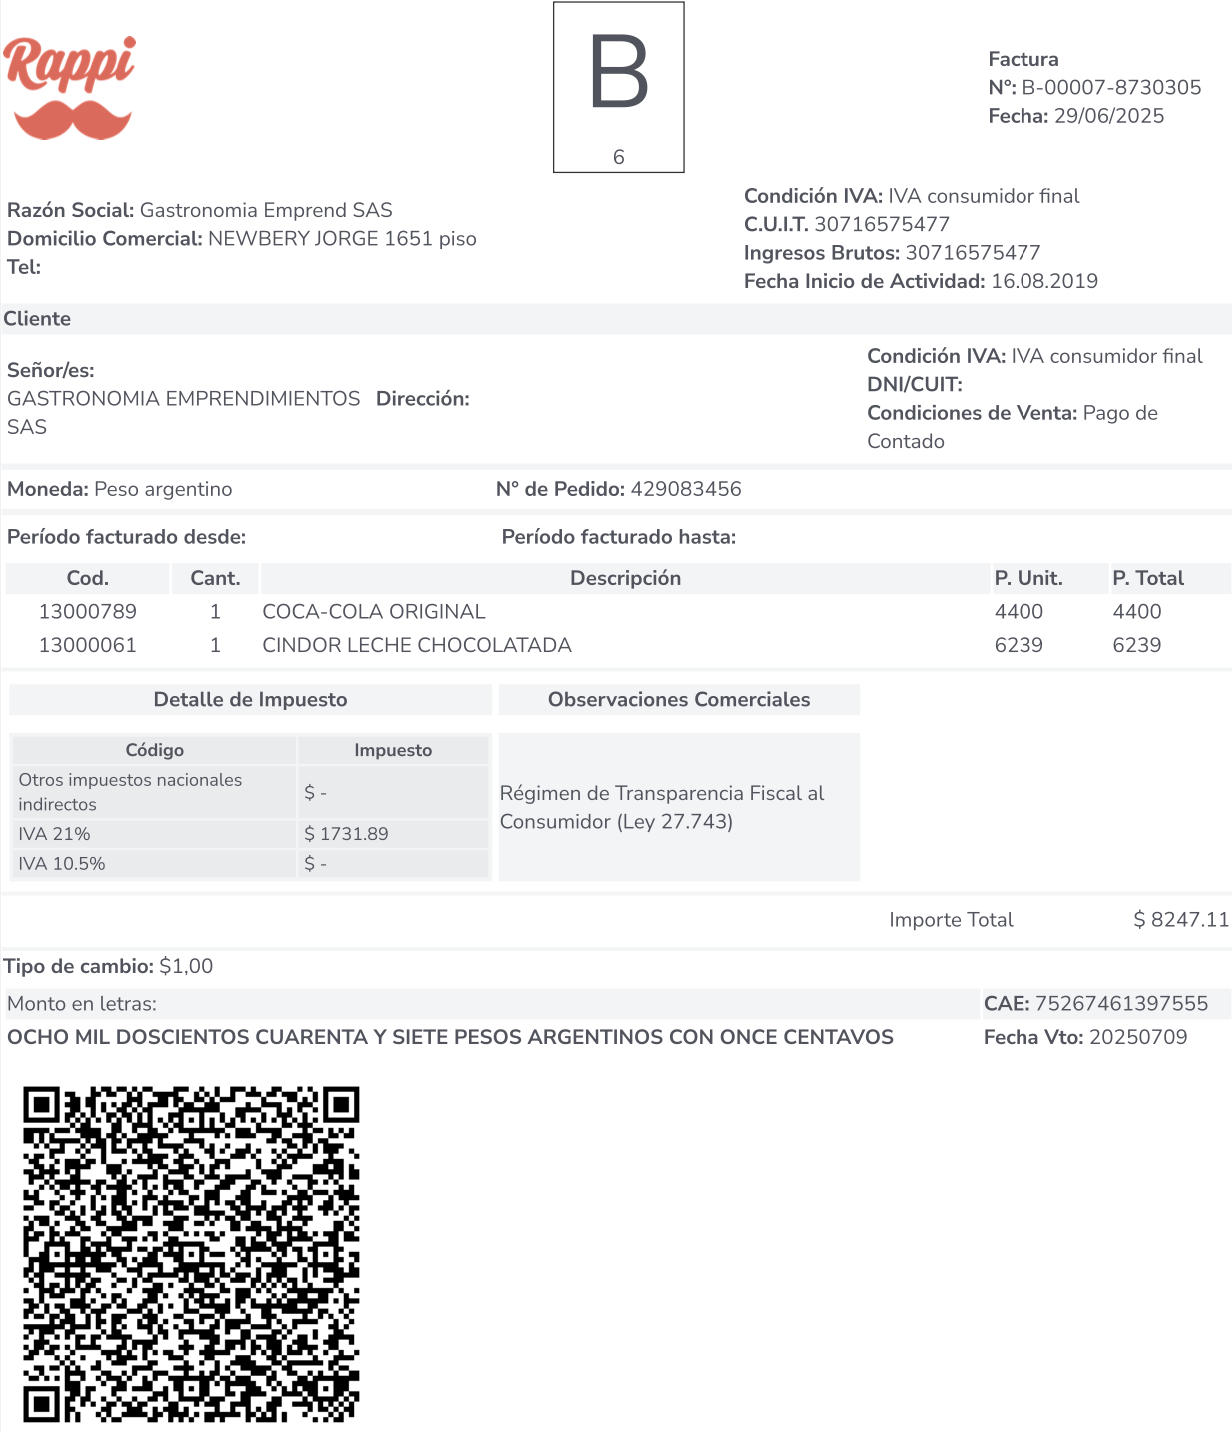 Rappi
B
6
Factura
N°: B-00007-8730305
Fecha: 29/06/2025
Razón Social: Gastronomia Emprend SAS
Domicilio Comercial: NEWBERY JORGE 1651 piso
Tel:
Condición IVA: IVA consumidor final
C.U.I.T. 30716575477
Ingresos Brutos: 30716575477
Fecha Inicio de Actividad: 16.08.2019
Cliente
Señor/es:
GASTRONOMIA EMPRENDIMIENTOS
SAS
Dirección:
Condición IVA: IVA consumidor final
DNI/CUIT:
Condiciones de Venta: Pago de
Contado
Moneda: Peso argentino
N° de Pedido: 429083456
Período facturado desde:
Período facturado hasta:
Cod. Cant. Descripción P. Unit. P. Total
13000789 1 COCA-COLA ORIGINAL 4400 4400
13000061 1 CINDOR LECHE CHOCOLATADA 6239 6239
Detalle de Impuesto
Código Impuesto
Otros impuestos nacionales
indirectos
$ -
IVA 21% $ 1731.89
IVA 10.5% $ -
Observaciones Comerciales
Régimen de Transparencia Fiscal al
Consumidor (Ley 27.743)
Importe Total $ 8247.11
Tipo de cambio: $1,00
Monto en letras:
OCHO MIL DOSCIENTOS CUARENTA Y SIETE PESOS ARGENTINOS CON ONCE CENTAVOS
CAE: 75267461397555
Fecha Vto: 20250709